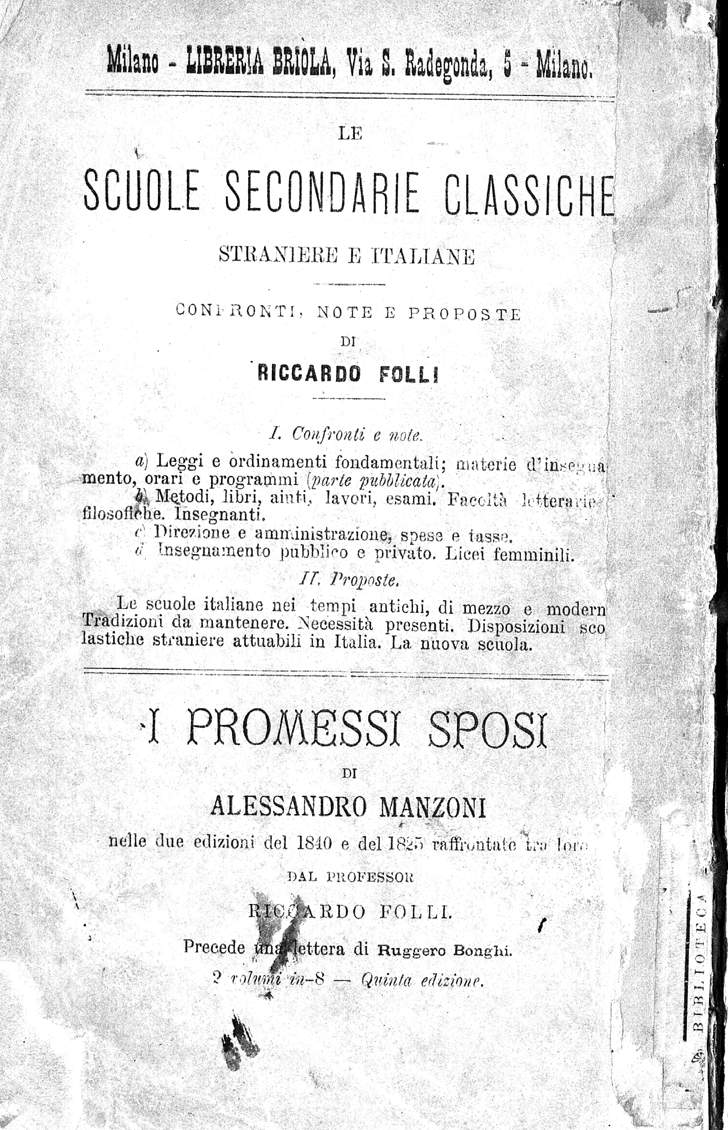 Milano - LIBRERIA BRIOLA, Via S. Radegonda, 5 - Milano.
LE
SCUOLE SECONDARIE CLASSICHE
STRANIERE E ITALIANE
CONFRONTI, NOTE E PROPOSTE
DI
RICCARDO FOLLI
I. Confronti e note.
a) Leggi e ordinamenti fondamentali; materie d'insegna
mento, orari e programmi (parte pubblicata).
b) Metodi, libri, aiuti, lavori, esami. Facoltà letterarie
filosofiche. Insegnanti.
c) Direzione e amministrazione, spese e tasse.
d Insegnamento pubblico e privato. Licei femminili.
II. Proposte.
Le scuole italiane nei tempi antichi, di mezzo e modern
Tradizioni da mantenere. Necessità presenti. Disposizioni sco
lastiche straniere attuabili in Italia. La nuova scuola.
I PROMESSI SPOSI
DI
ALESSANDRO MANZONI
nelle due edizioni del 1840 e del 1825 raffrontate tra loro
DAL PROFESSOR
RICCARDO FOLLI.
Precede una lettera di Ruggero Bonghi.
2 volumi in-8 — Quinta edizione.
BIBLIOTECA